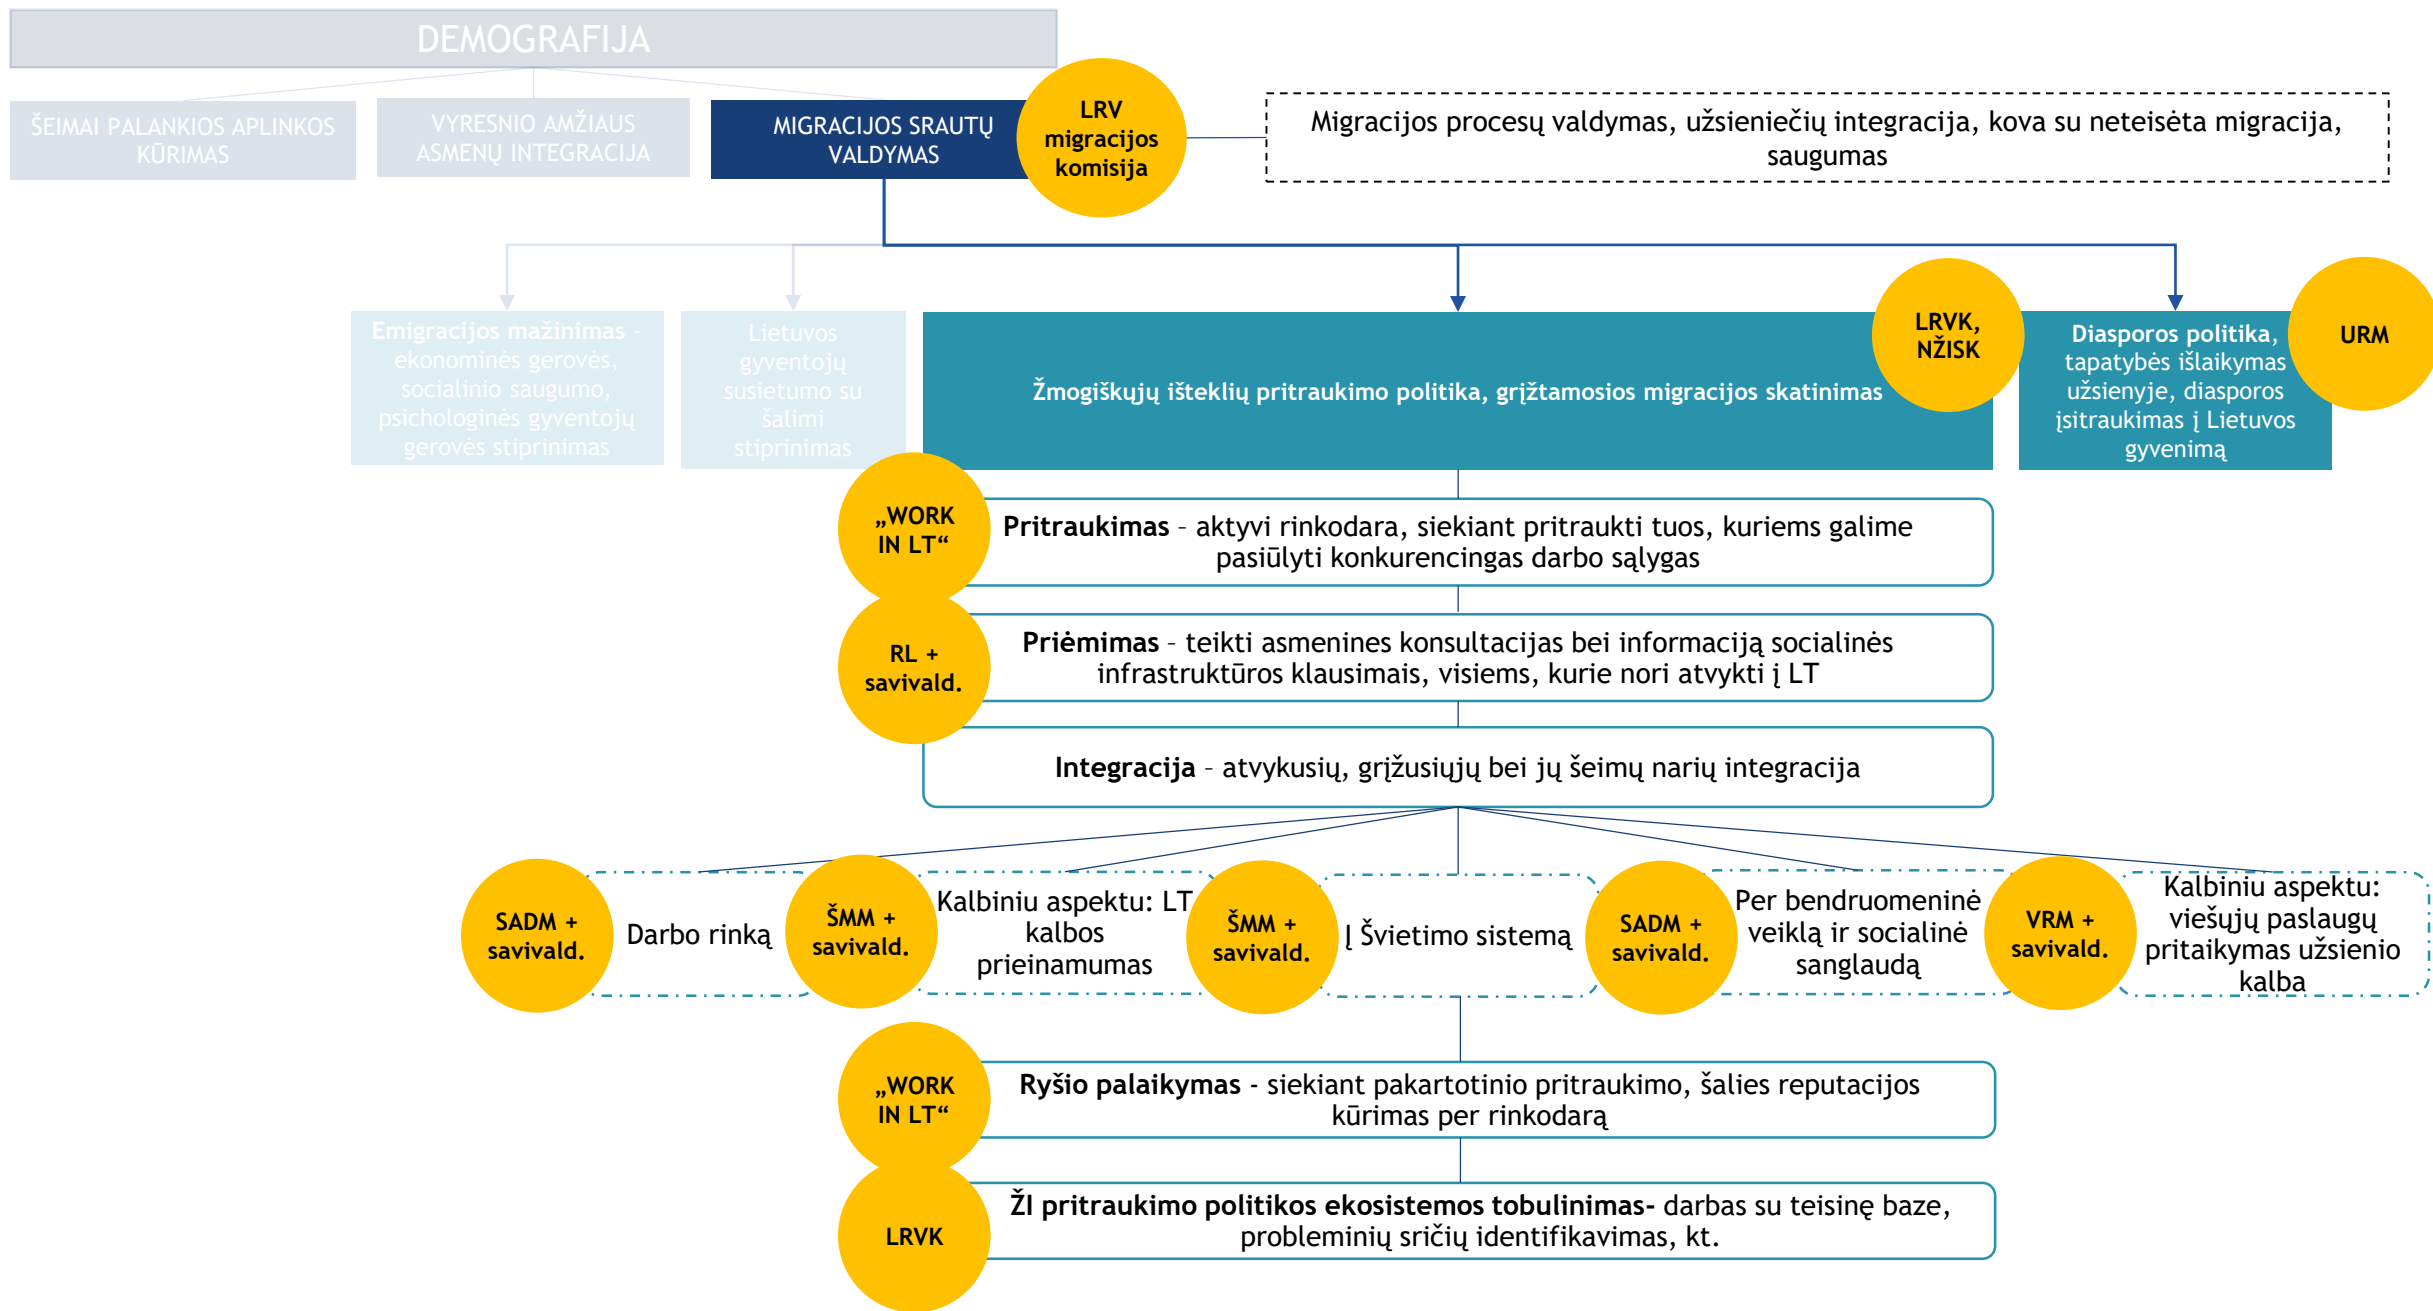 DEMOGRAFIJA
ŠEIMAI PALANKIOS APLINKOS
KŪRIMAS
VYRESNIO AMŽIAUS
ASMENŲ INTEGRACIJA
MIGRACIJOS SRAUTŲ
VALDYMAS
LRV
migracijos
komisija
Migracijos procesų valdymas, užsieniečių integracija, kova su neteisėta migracija,
saugumas
Emigracijos mažinimas -
ekonominės gerovės,
socialinio saugumo,
psichologinės gyventojų
gerovės stiprinimas
Lietuvos
gyventojų
susietumo su
šalimi
stiprinimas
Žmogiškųjų išteklių pritraukimo politika, grįžtamosios migracijos skatinimas
LRVK,
NŽISK
Diasporos politika,
tapatybės išlaikymas
užsienyje, diasporos
įsitraukimas į Lietuvos
gyvenimą
URM
„WORK
IN LT“
Pritraukimas – aktyvi rinkodara, siekiant pritraukti tuos, kuriems galime
pasiūlyti konkurencingas darbo sąlygas
RL +
savivald.
Priėmimas – teikti asmenines konsultacijas bei informaciją socialinės
infrastruktūros klausimais, visiems, kurie nori atvykti į LT
Integracija – atvykusių, grįžusiųjų bei jų šeimų narių integracija
SADM +
savivald.
Darbo rinką
ŠMM +
savivald.
Kalbiniu aspektu: LT
kalbos
prieinamumas
ŠMM +
savivald.
Į Švietimo sistemą
SADM +
savivald.
Per bendruomeninė
veiklą ir socialinė
sanglaudą
VRM +
savivald.
Kalbiniu aspektu:
viešųjų paslaugų
pritaikymas užsienio
kalba
„WORK
IN LT“
Ryšio palaikymas - siekiant pakartotinio pritraukimo, šalies reputacijos
kūrimas per rinkodarą
LRVK
ŽI pritraukimo politikos ekosistemos tobulinimas- darbas su teisinę baze,
probleminių sričių identifikavimas, kt.